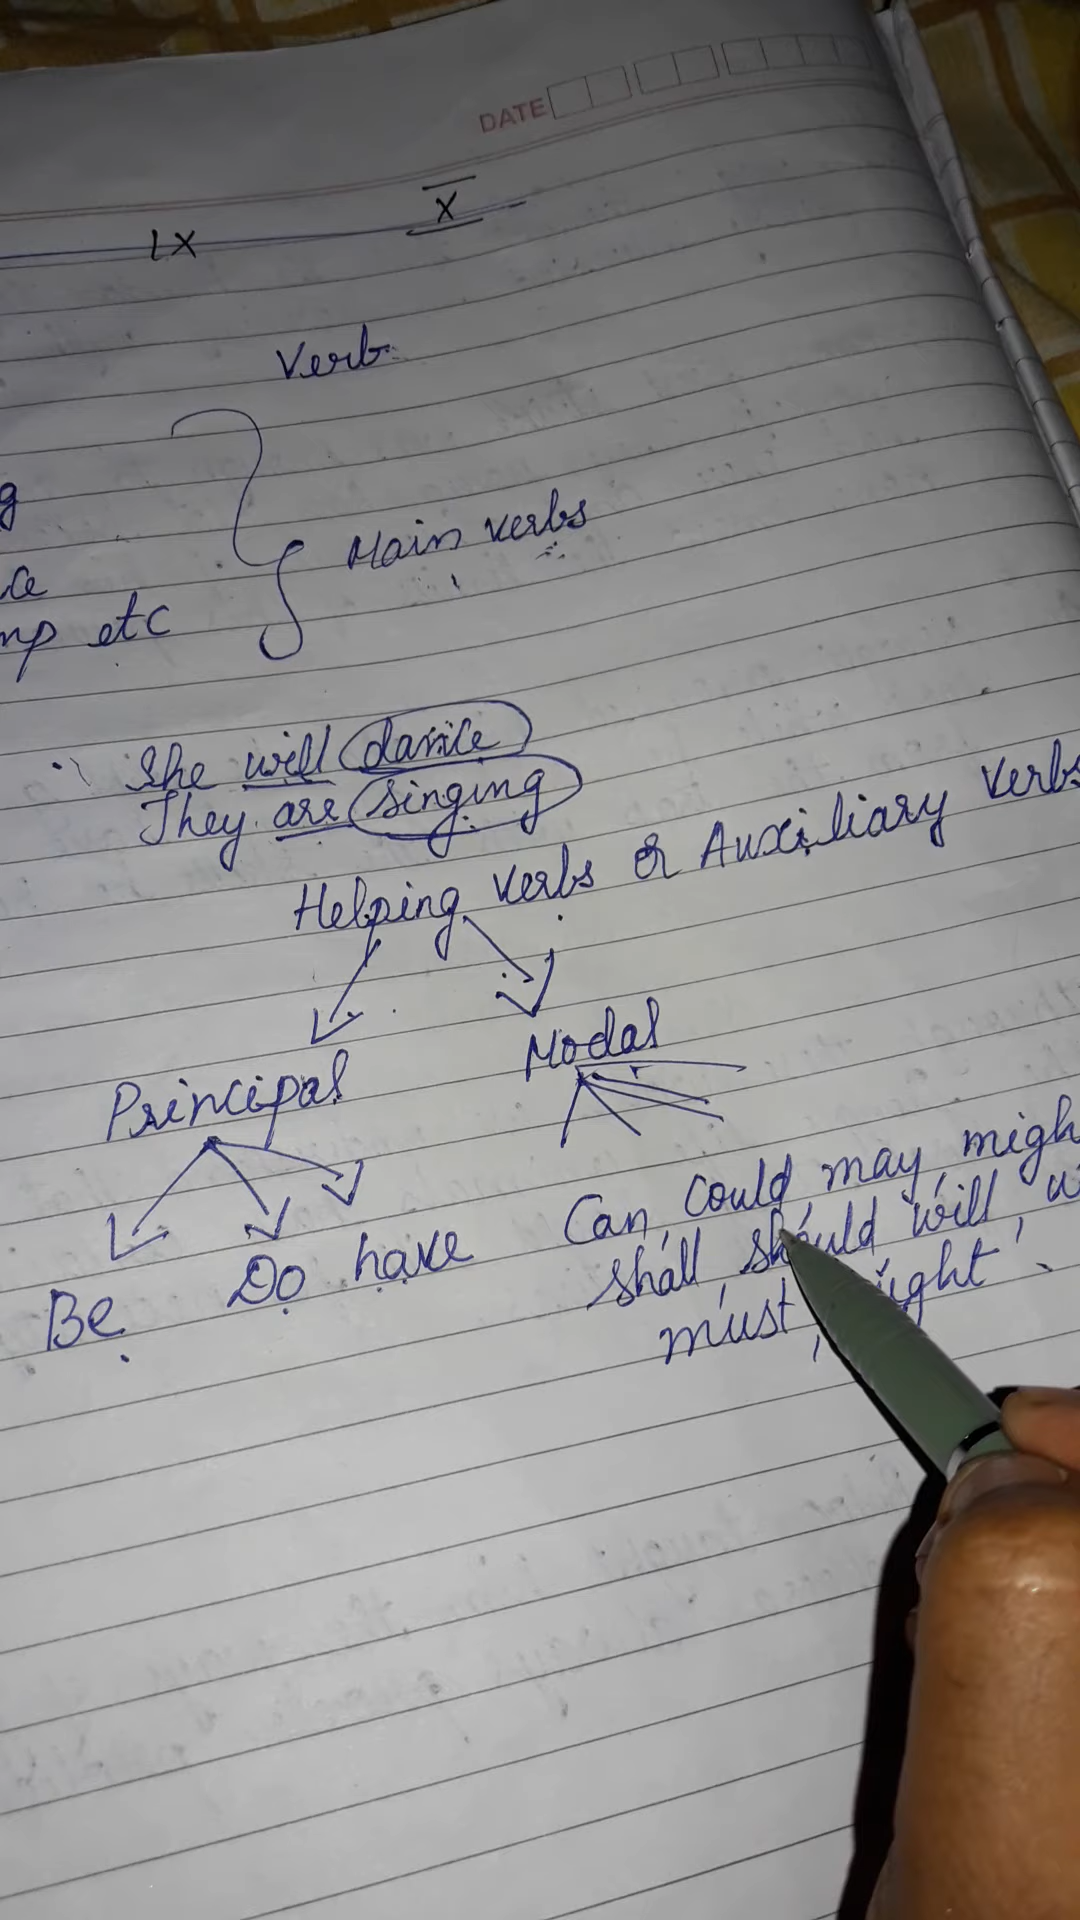 DATE
IX X
Verb
Main verbs
etc
She will dance
They are singing
Helping verbs or Auxiliary Verbs
Principal Modal
Be Do have
Can, could, may, migh
shall, should will,
must,